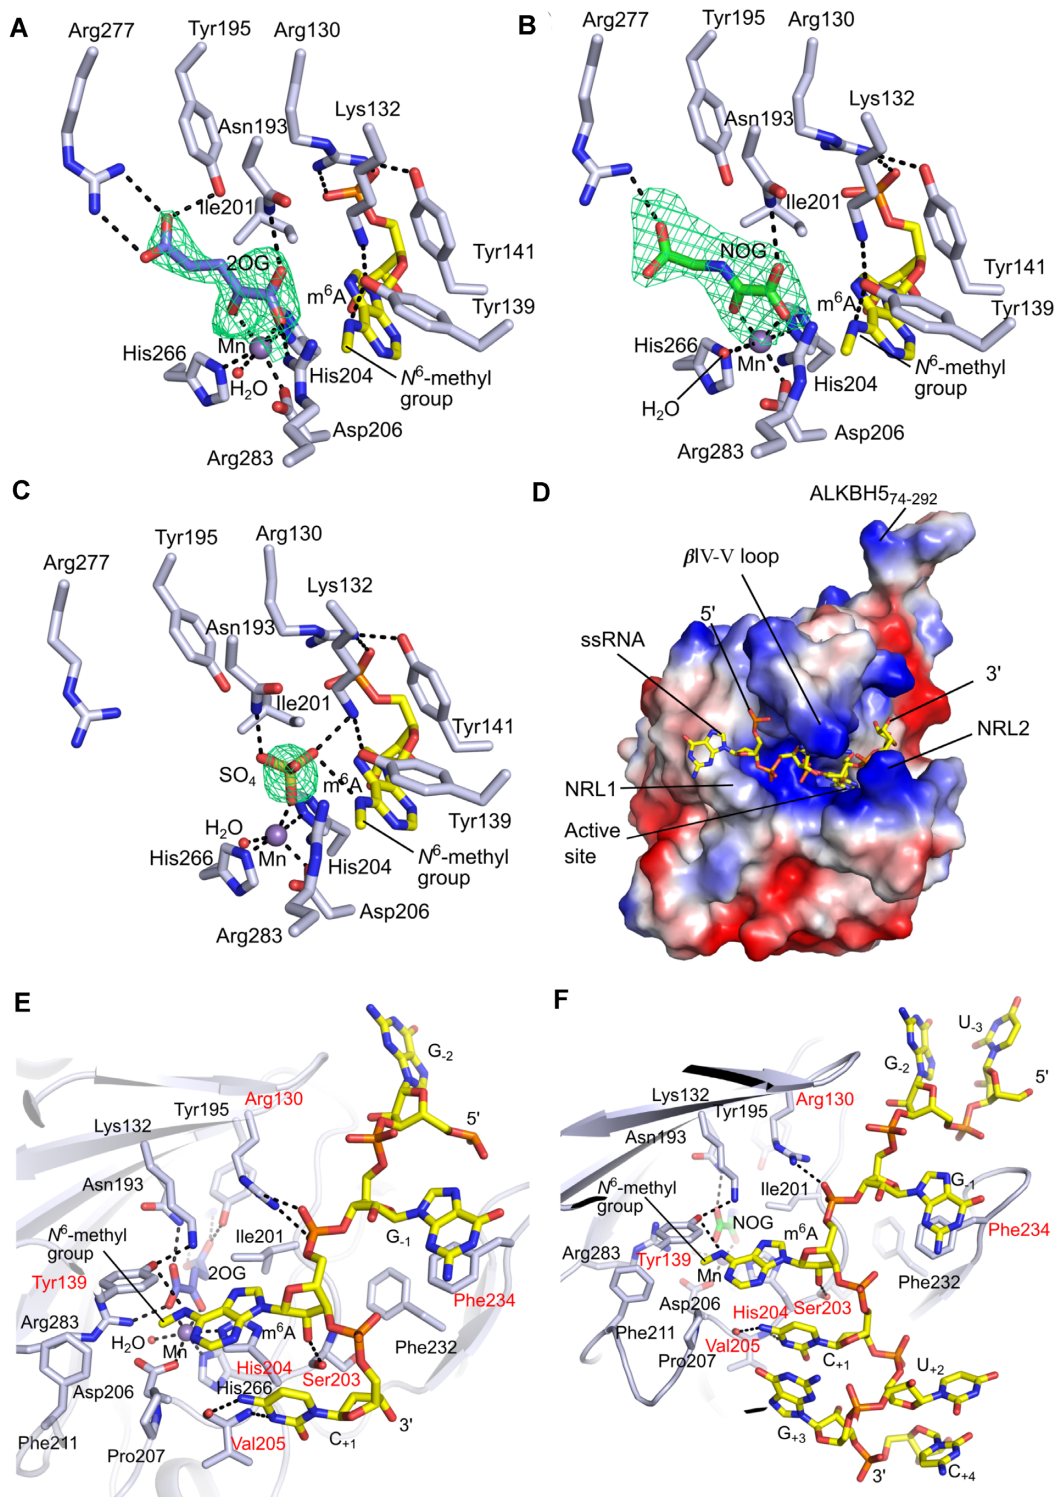 A
Arg277
Tyr195
Arg130
Lys132
Asn193
Ile201
2OG
Tyr141
m⁶A
Tyr139
His266
Mn
H₂O
His204
N⁶-methyl
group
Asp206
Arg283
B
Arg277
Tyr195
Arg130
Lys132
Asn193
Ile201
NOG
Tyr141
m⁶A
Tyr139
His266
Mn
His204
N⁶-methyl
group
H₂O
Asp206
Arg283
C
Arg277
Tyr195
Arg130
Lys132
Asn193
Ile201
Tyr141
SO₄
m⁶A
H₂O
Tyr139
His266
Mn
His204
N⁶-methyl
group
Asp206
Arg283
D
ALKBH5₇₄₋₂₉₂
βIV-V loop
5'
ssRNA
3'
NRL2
NRL1
Active
site
E
G₋₂
Arg130
Tyr195
5'
Lys132
Asn193
N⁶-methyl
group
Ile201
G₋₁
Tyr139
2OG
Phe234
Arg283
H₂O
Mn
m⁶A
Phe232
His204
Ser203
Asp206
His266
Phe211
Val205
C₊₁
3'
Pro207
F
U₋₃
G₋₂
5'
Lys132
Arg130
Tyr195
Asn193
N⁶-methyl
group
Ile201
G₋₁
NOG
m⁶A
Phe234
Arg283
Tyr139
Mn
Phe232
Asp206
His204
Ser203
Phe211
Val205
Pro207
C₊₁
U₊₂
G₊₃
3'
C₊₄